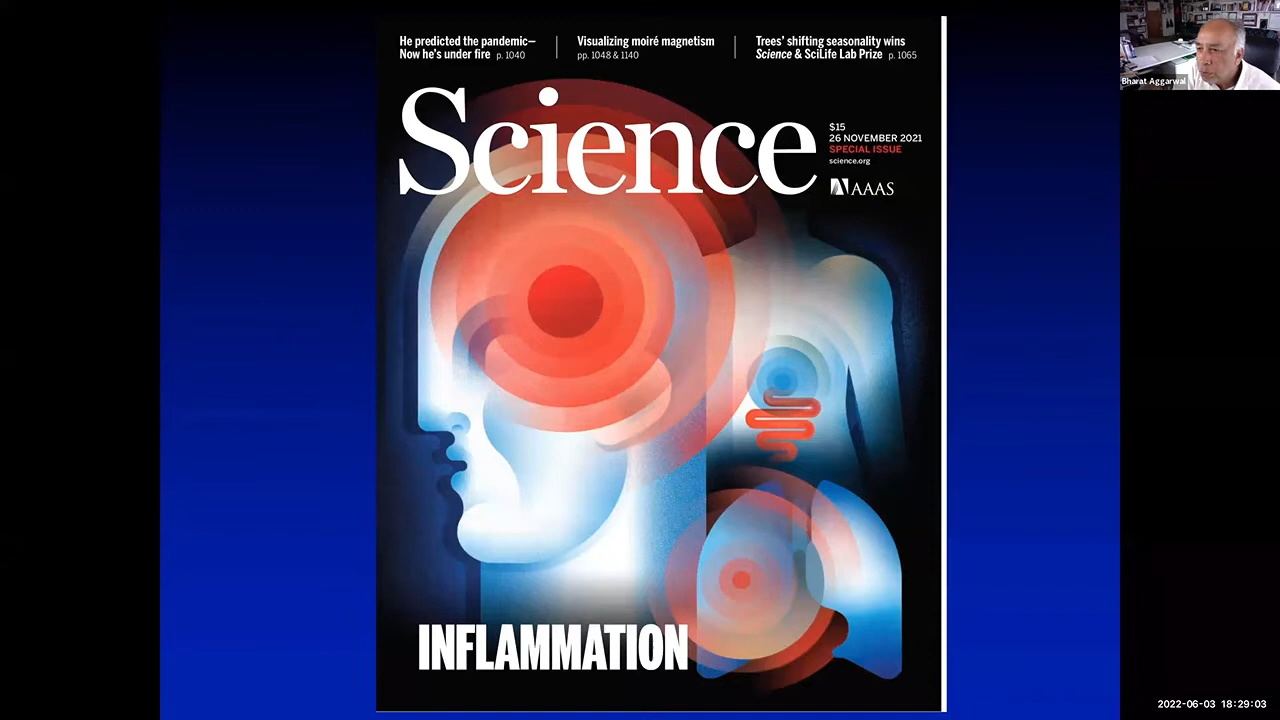 He predicted the pandemic—
Now he's under fire p. 1040
Visualizing moiré magnetism
pp. 1048 & 1140
Trees' shifting seasonality wins
Science & SciLife Lab Prize p. 1065
Science
$15
26 NOVEMBER 2021
SPECIAL ISSUE
science.org
AAAS
INFLAMMATION
Bharat Aggarwal
2022-06-03 18:29:03